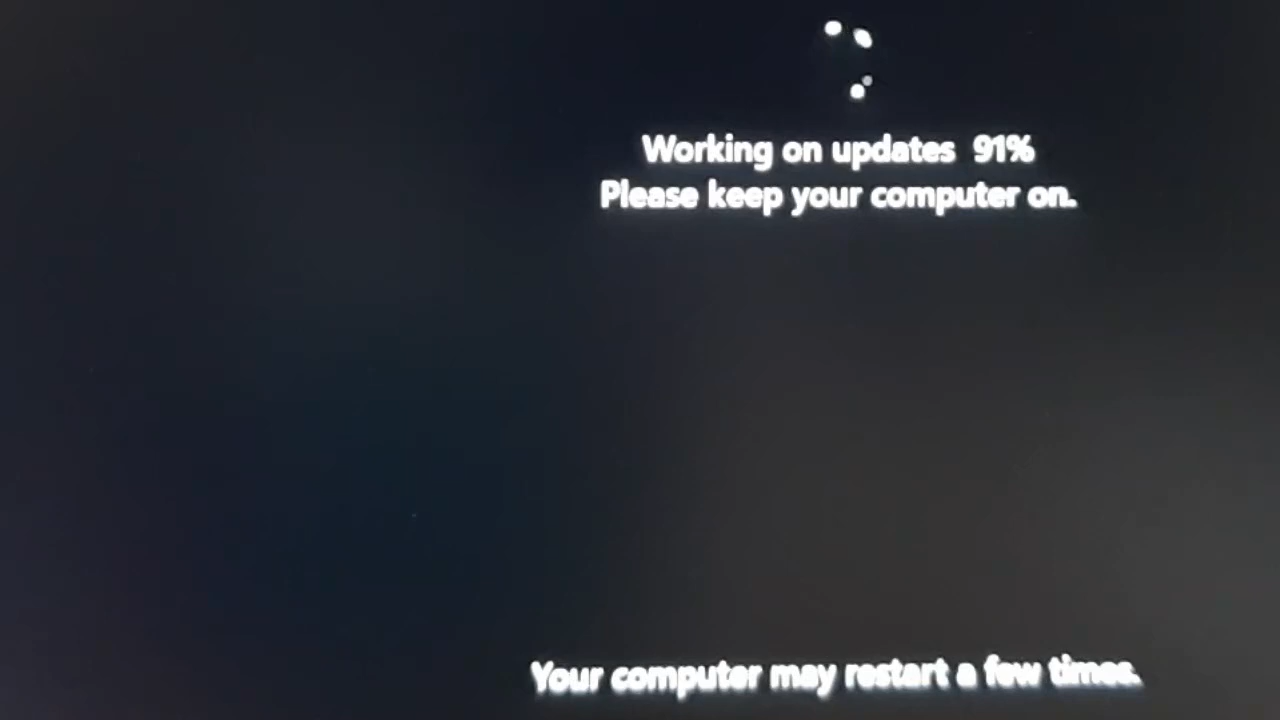 Working on updates 91%
Please keep your computer on.
Your computer may restart a few times.